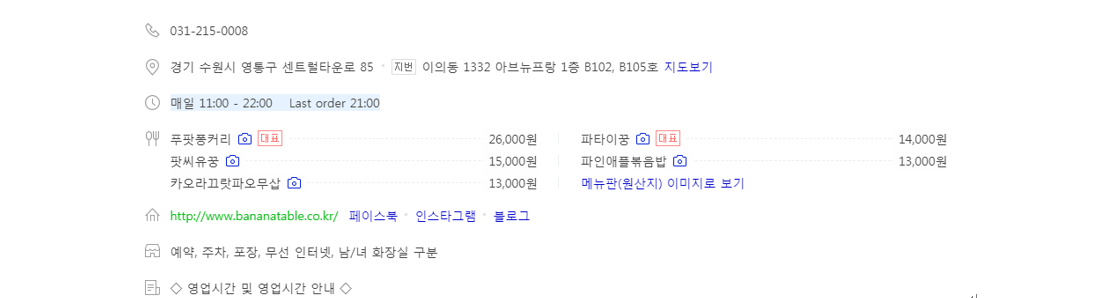 031-215-0008
경기 수원시 영통구 센트럴타운로 85 지번 이의동 1332 아브뉴프랑 1층 B102, B105호 지도보기
매일 11:00 - 22:00 Last order 21:00
푸팟퐁커리 대표 26,000원 파타이꿍 대표 14,000원
팟씨유꿍 15,000원 파인애플볶음밥 13,000원
카오라끄랏파오무삽 13,000원 메뉴판(원산지) 이미지로 보기
http://www.bananatable.co.kr/ 페이스북 인스타그램 블로그
예약, 주차, 포장, 무선 인터넷, 남/녀 화장실 구분
◇ 영업시간 및 영업시간 안내 ◇